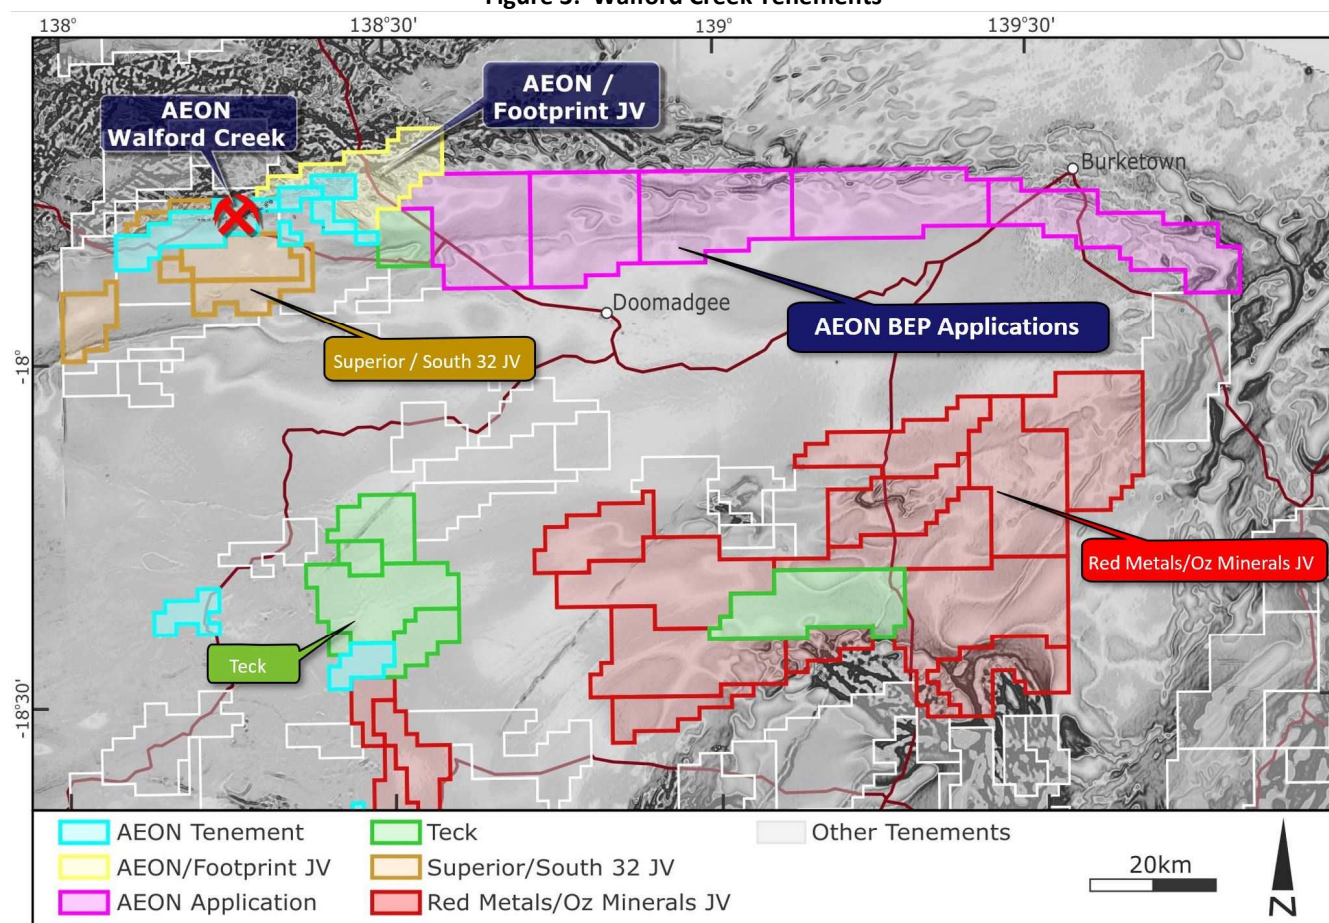 Figure 3: Walford Creek Tenements
138°
138°30'
139°
139°30'
AEON /
Footprint JV
AEON
Walford Creek
Burketown
Doomadgee
AEON BEP Applications
Superior / South 32 JV
-18°
Red Metals/Oz Minerals JV
Teck
-18°30'
AEON Tenement
Teck
Other Tenements
AEON/Footprint JV
Superior/South 32 JV
20km
AEON Application
Red Metals/Oz Minerals JV
N